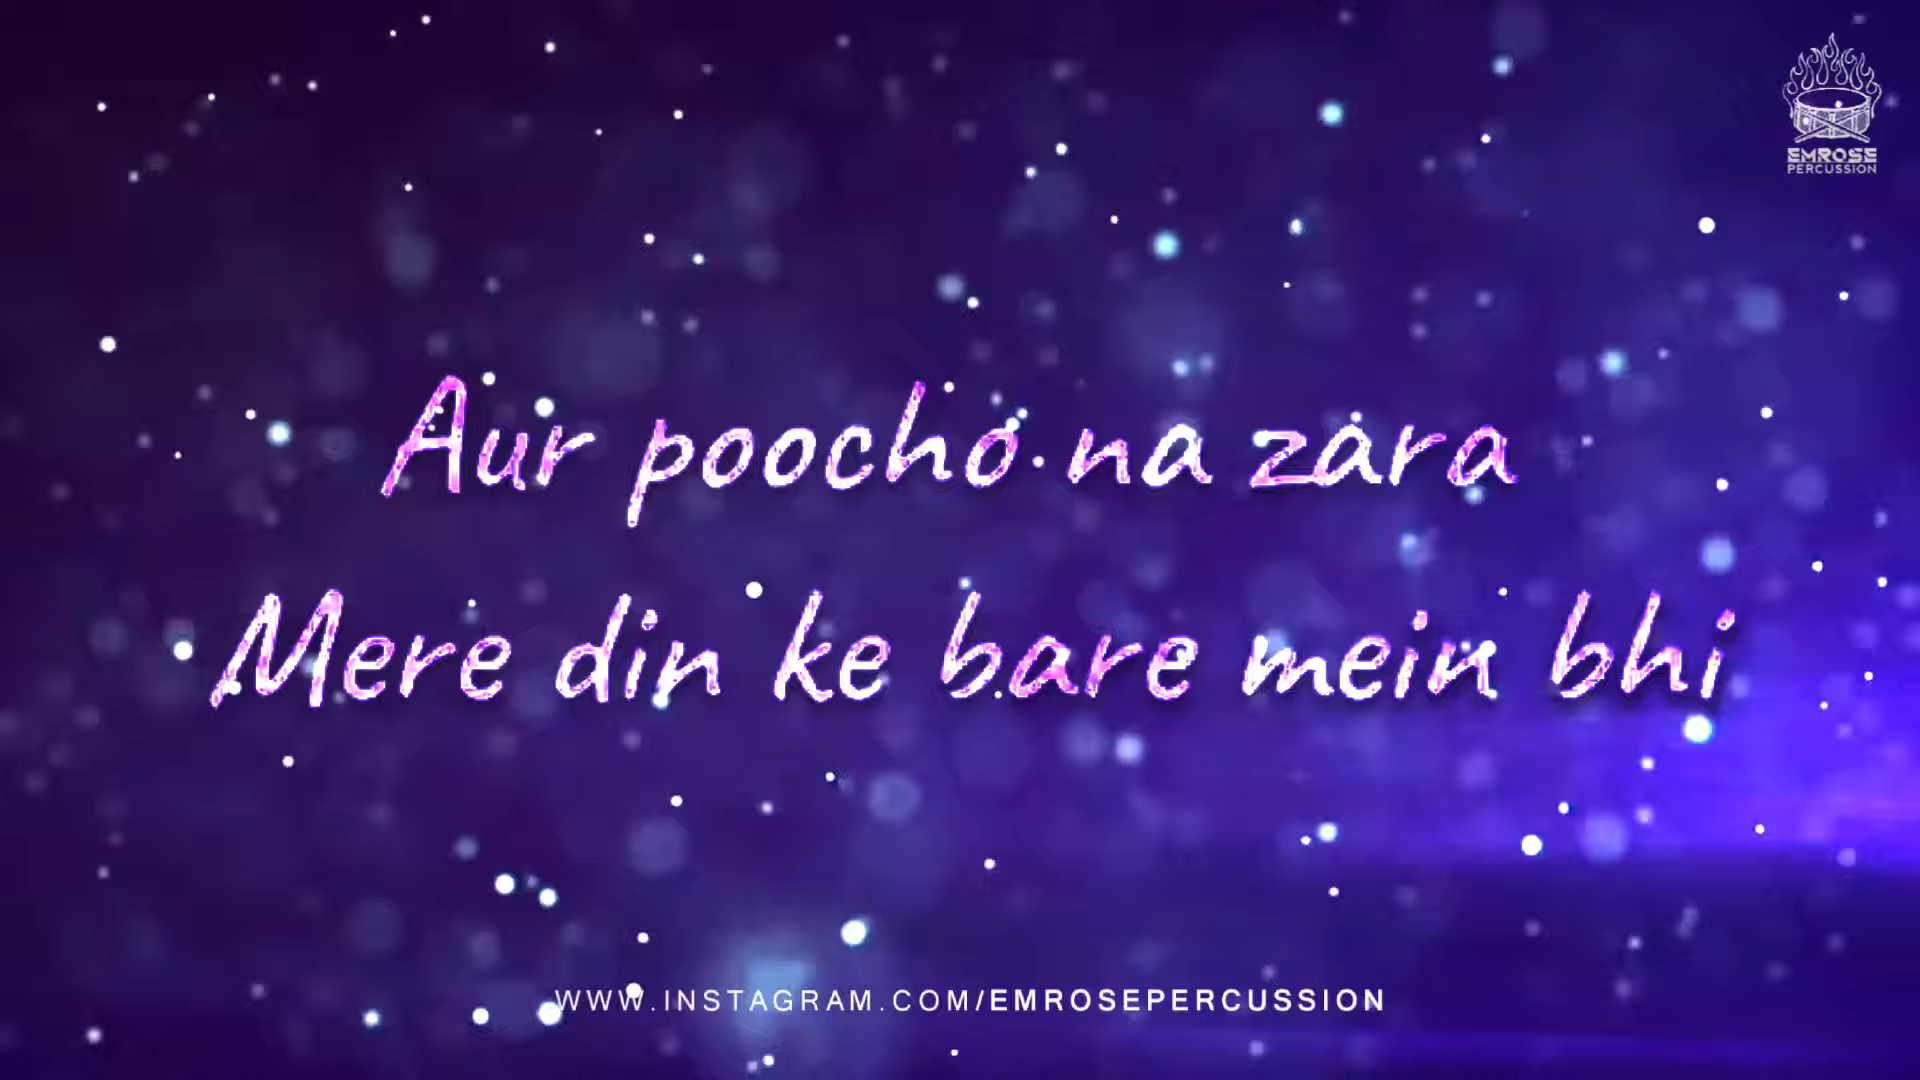 EMROSE
PERCUSSION
Aur poocho na zara
Mere din ke bare mein bhi
WWW.INSTAGRAM.COM/EMROSEPERCUSSION